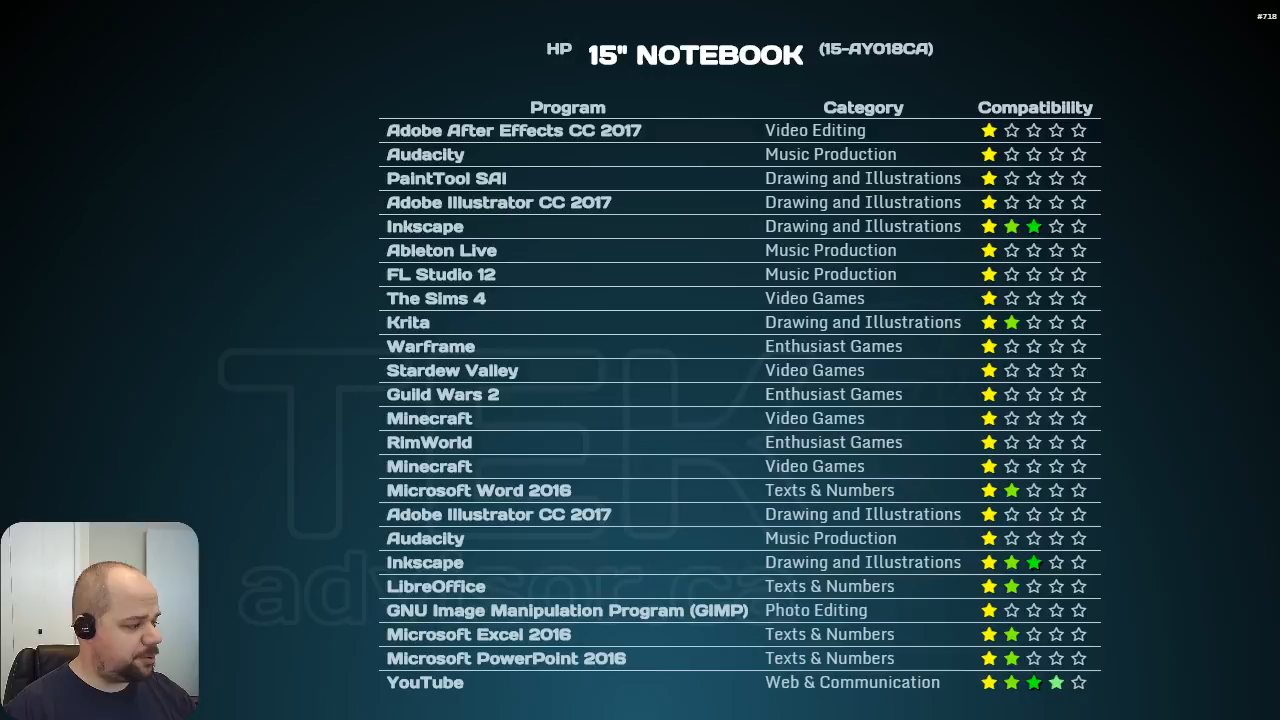 #718
HP 15" NOTEBOOK (15-AY018CA)
Program Category Compatibility
Adobe After Effects CC 2017 Video Editing
Audacity Music Production
PaintTool SAI Drawing and Illustrations
Adobe Illustrator CC 2017 Drawing and Illustrations
Inkscape Drawing and Illustrations
Ableton Live Music Production
FL Studio 12 Music Production
The Sims 4 Video Games
Krita Drawing and Illustrations
Warframe Enthusiast Games
Stardew Valley Video Games
Guild Wars 2 Enthusiast Games
Minecraft Video Games
RimWorld Enthusiast Games
Minecraft Video Games
Microsoft Word 2016 Texts & Numbers
Adobe Illustrator CC 2017 Drawing and Illustrations
Audacity Music Production
Inkscape Drawing and Illustrations
LibreOffice Texts & Numbers
GNU Image Manipulation Program (GIMP) Photo Editing
Microsoft Excel 2016 Texts & Numbers
Microsoft PowerPoint 2016 Texts & Numbers
YouTube Web & Communication
TEK
advisor.ca